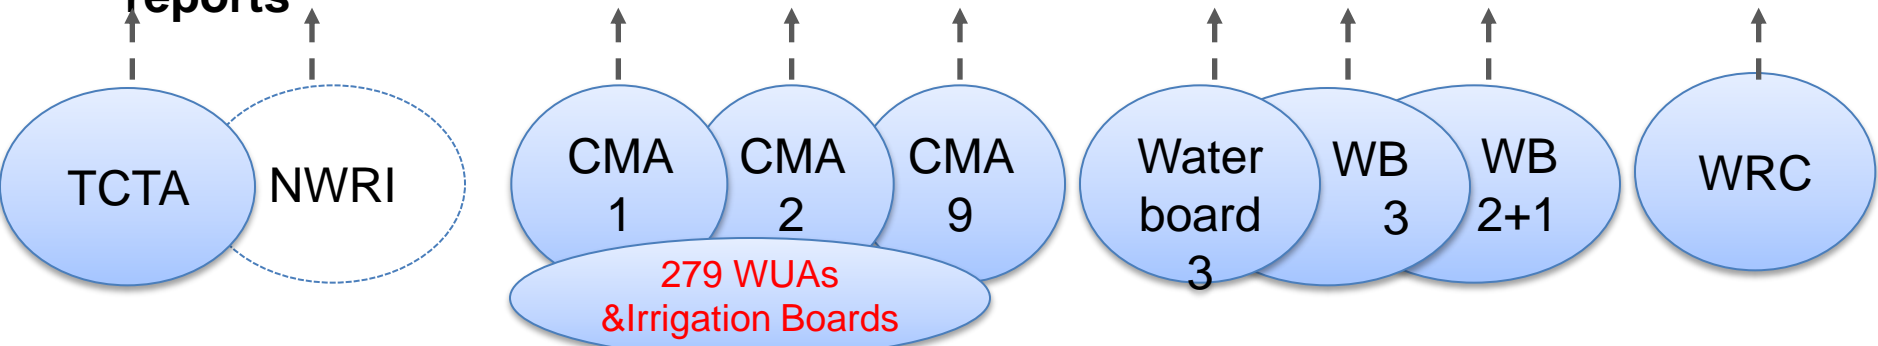 reports
TCTA
NWRI
CMA
1
CMA
2
CMA
9
Water
board
3
WB
3
WB
2+1
WRC
279 WUAs
&Irrigation Boards